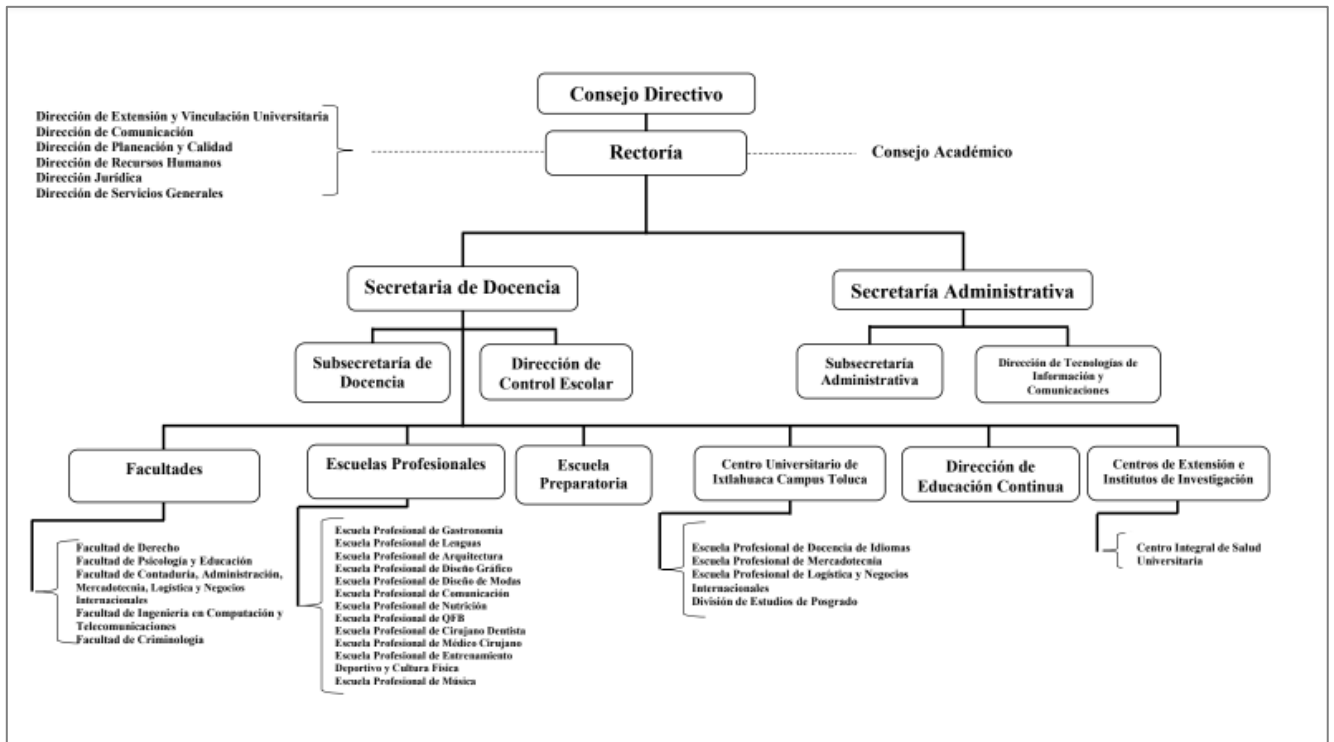 Consejo Directivo
Dirección de Extensión y Vinculación Universitaria
Dirección de Comunicación
Dirección de Planeación y Calidad
Dirección de Recursos Humanos
Dirección Jurídica
Dirección de Servicios Generales
Rectoría
Consejo Académico
Secretaria de Docencia
Secretaría Administrativa
Subsecretaría de
Docencia
Dirección de
Control Escolar
Subsecretaría
Administrativa
Dirección de Tecnologías de
Información y
Comunicaciones
Facultades
Escuelas Profesionales
Escuela
Preparatoria
Centro Universitario de
Ixtlahuaca Campus Toluca
Dirección de
Educación Continua
Centros de Extensión e
Institutos de Investigación
Facultad de Derecho
Facultad de Psicología y Educación
Facultad de Contaduría, Administración,
Mercadotecnia, Logística y Negocios
Internacionales
Facultad de Ingeniería en Computación y
Telecomunicaciones
Facultad de Criminología
Escuela Profesional de Gastronomía
Escuela Profesional de Lenguas
Escuela Profesional de Arquitectura
Escuela Profesional de Diseño Gráfico
Escuela Profesional de Diseño de Modas
Escuela Profesional de Comunicación
Escuela Profesional de Nutrición
Escuela Profesional de QFB
Escuela Profesional de Cirujano Dentista
Escuela Profesional de Médico Cirujano
Escuela Profesional de Entrenamiento
Deportivo y Cultura Física
Escuela Profesional de Música
Escuela Profesional de Docencia de Idiomas
Escuela Profesional de Mercadotecnia
Escuela Profesional de Logística y Negocios
Internacionales
División de Estudios de Posgrado
Centro Integral de Salud
Universitaria